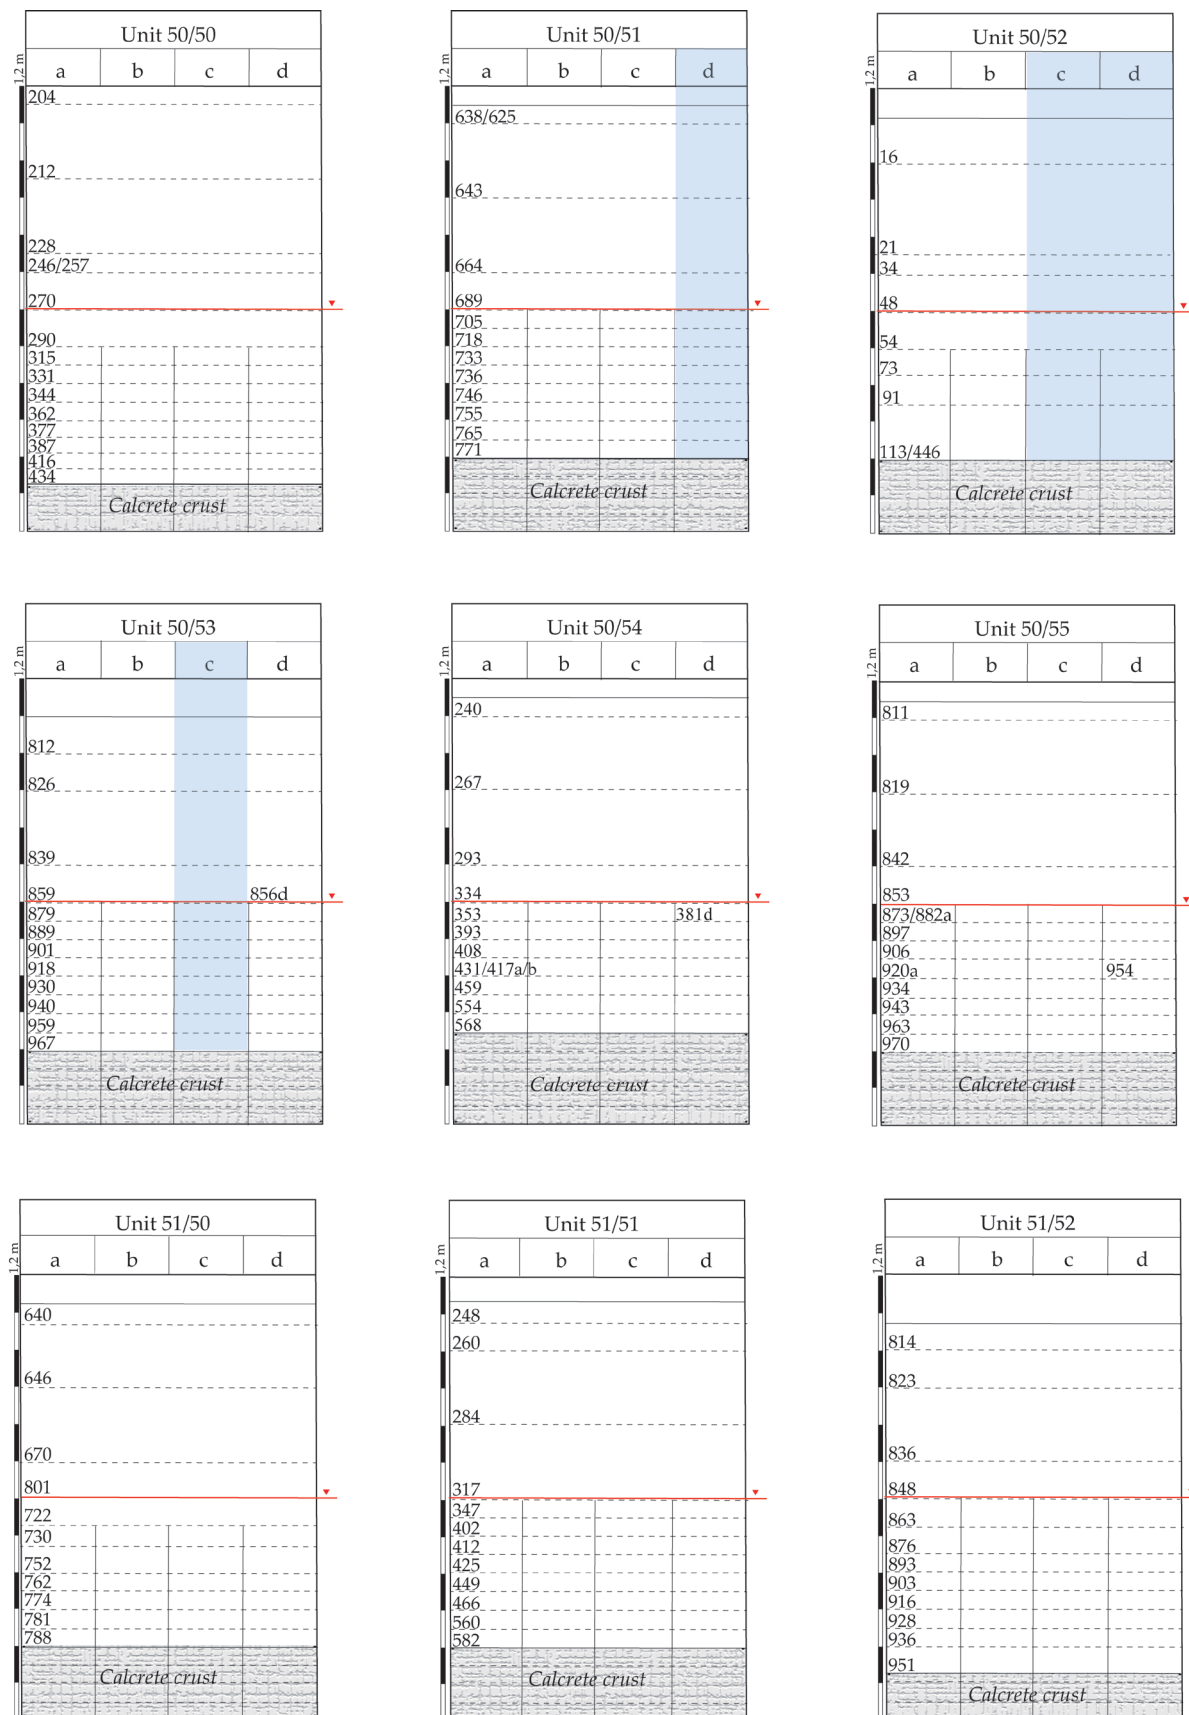 Unit 50/50
1,2 m
a b c d
204
212
228
246/257
270
290
315
331
344
362
377
387
416
434
Calcrete crust
Unit 50/51
a b c d
638/625
643
664
689
705
718
733
736
746
755
765
771
Calcrete crust
Unit 50/52
1,2 m
a b c d
16
21
34
48
54
73
91
113/446
Calcrete crust
Unit 50/53
1,2 m
a b c d
812
826
839
859 856d
879
889
901
918
930
940
959
967
Calcrete crust
Unit 50/54
1,2 m
a b c d
240
267
293
334
353 381d
393
408
431/417a/b
459
554
568
Calcrete crust
Unit 50/55
1,2 m
a b c d
811
819
842
853
873/882a
897
906
920a 954
934
943
963
970
Calcrete crust
Unit 51/50
1,2 m
a b c d
640
646
670
801
722
730
752
762
774
781
788
Calcrete crust
Unit 51/51
1,2 m
a b c d
248
260
284
317
347
402
412
425
449
466
560
582
Calcrete crust
Unit 51/52
1,2 m
a b c d
814
823
836
848
863
876
893
903
916
928
936
951
Calcrete crust